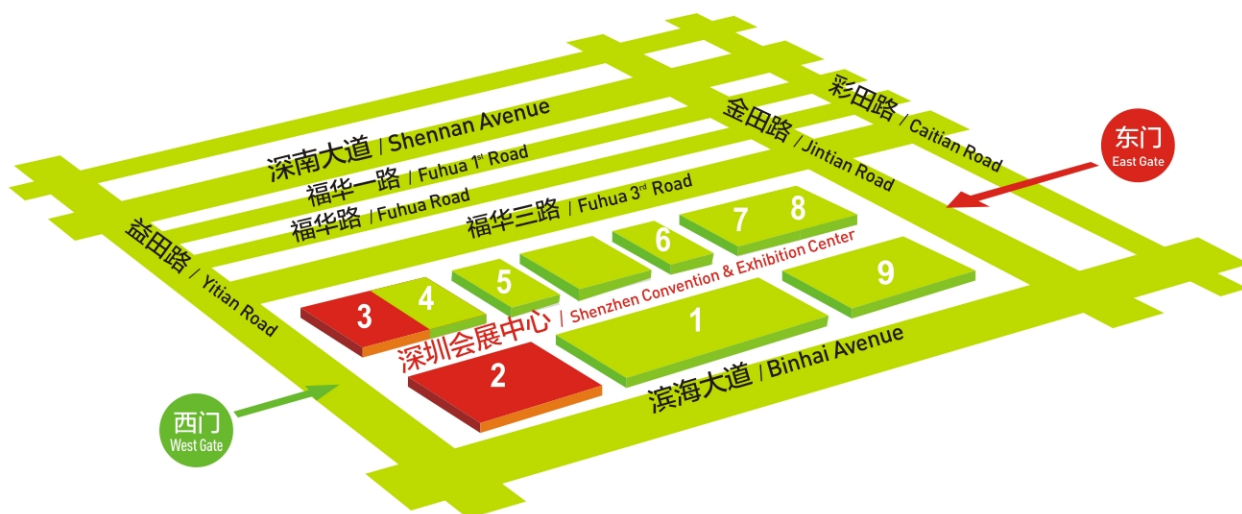 深南大道 / Shennan Avenue
福华一路 / Fuhua 1st Road
福华路 / Fuhua Road
福华三路 / Fuhua 3rd Road
彩田路 / Caitian Road
金田路 / Jintian Road
东门
East Gate
益田路 / Yitian Road
7
8
6
5
9
3
4
1
2
深圳会展中心 / Shenzhen Convention & Exhibition Center
滨海大道 / Binhai Avenue
西门
West Gate